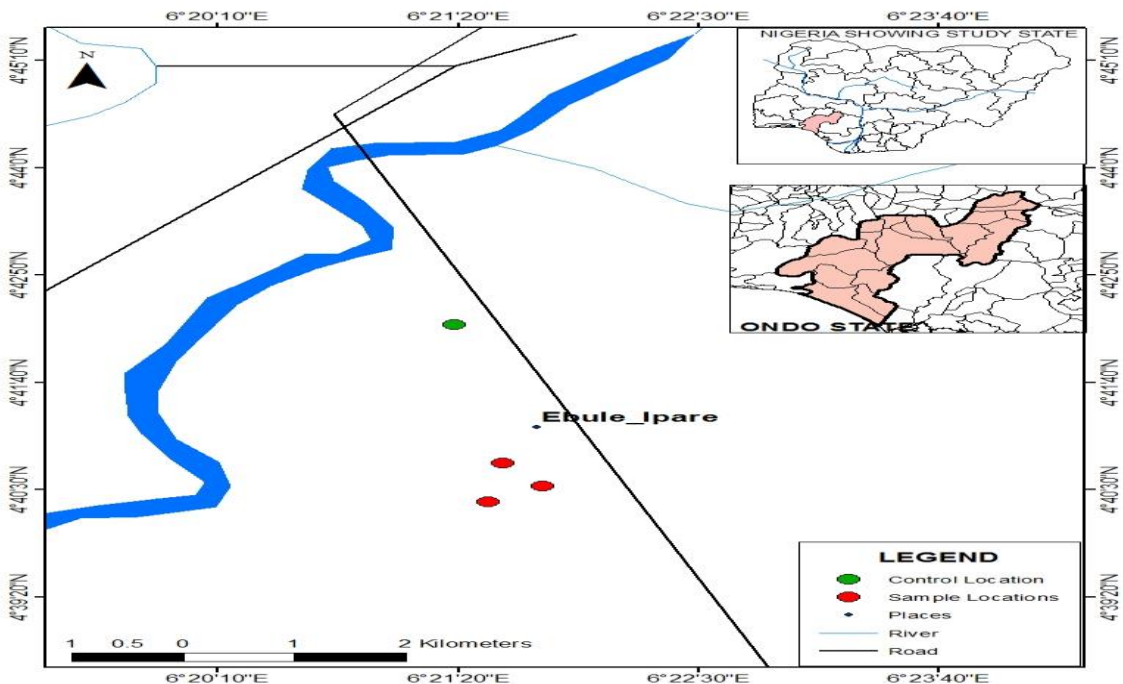 6°20'10"E 6°21'20"E 6°22'30"E 6°23'40"E
NIGERIA SHOWING STUDY STATE
N
4°45'10"N 4°45'10"N
4°44'0"N 4°44'0"N
4°42'50"N 4°42'50"N
ONDO STATE
4°41'40"N 4°41'40"N
Ebule_Ipare
4°40'30"N 4°40'30"N
LEGEND
Control Location
Sample Locations
Places
River
Road
4°39'20"N 4°39'20"N
1 0.5 0 1 2 Kilometers
6°20'10"E 6°21'20"E 6°22'30"E 6°23'40"E